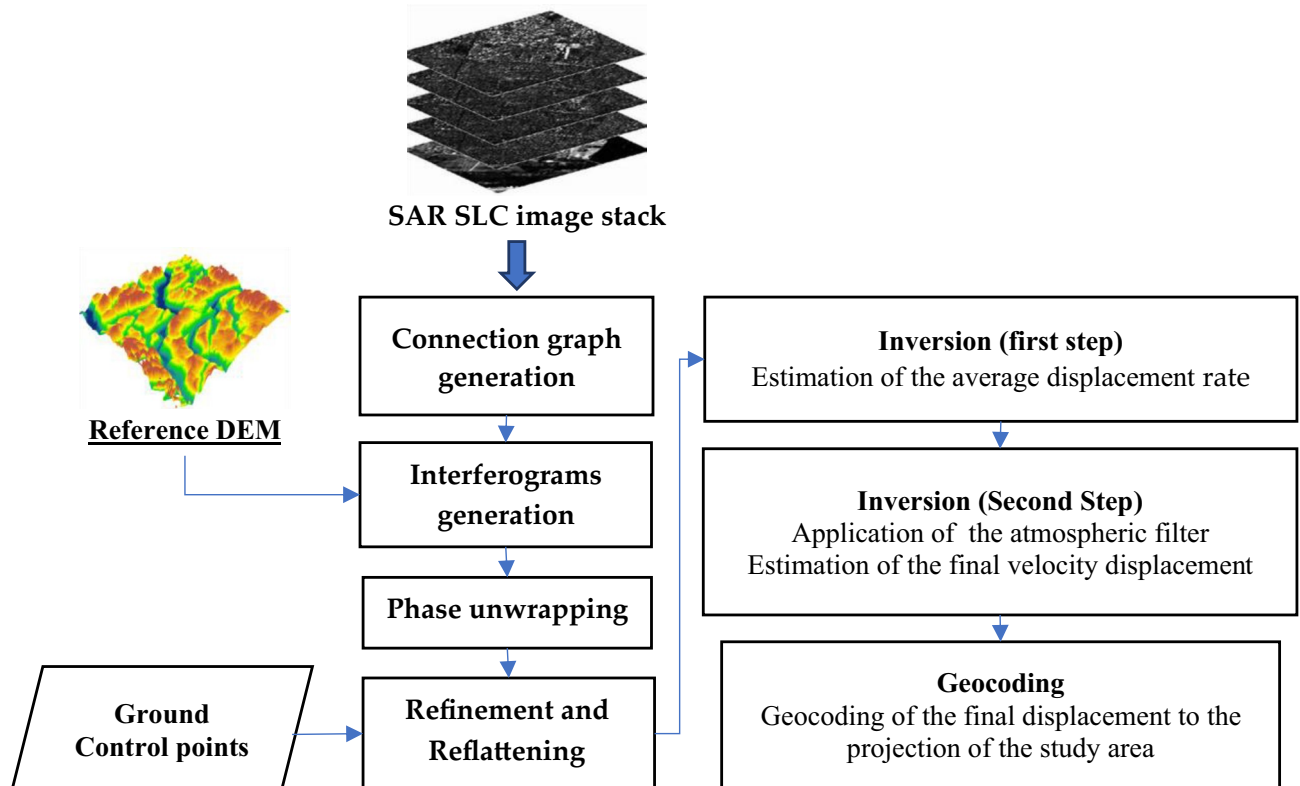 SAR SLC image stack
Reference DEM
Connection graph
generation
Interferograms
generation
Phase unwrapping
Ground
Control points
Refinement and
Reflattening
Inversion (first step)
Estimation of the average displacement rate
Inversion (Second Step)
Application of  the atmospheric filter
Estimation of the final velocity displacement
Geocoding
Geocoding of the final displacement to the
projection of the study area